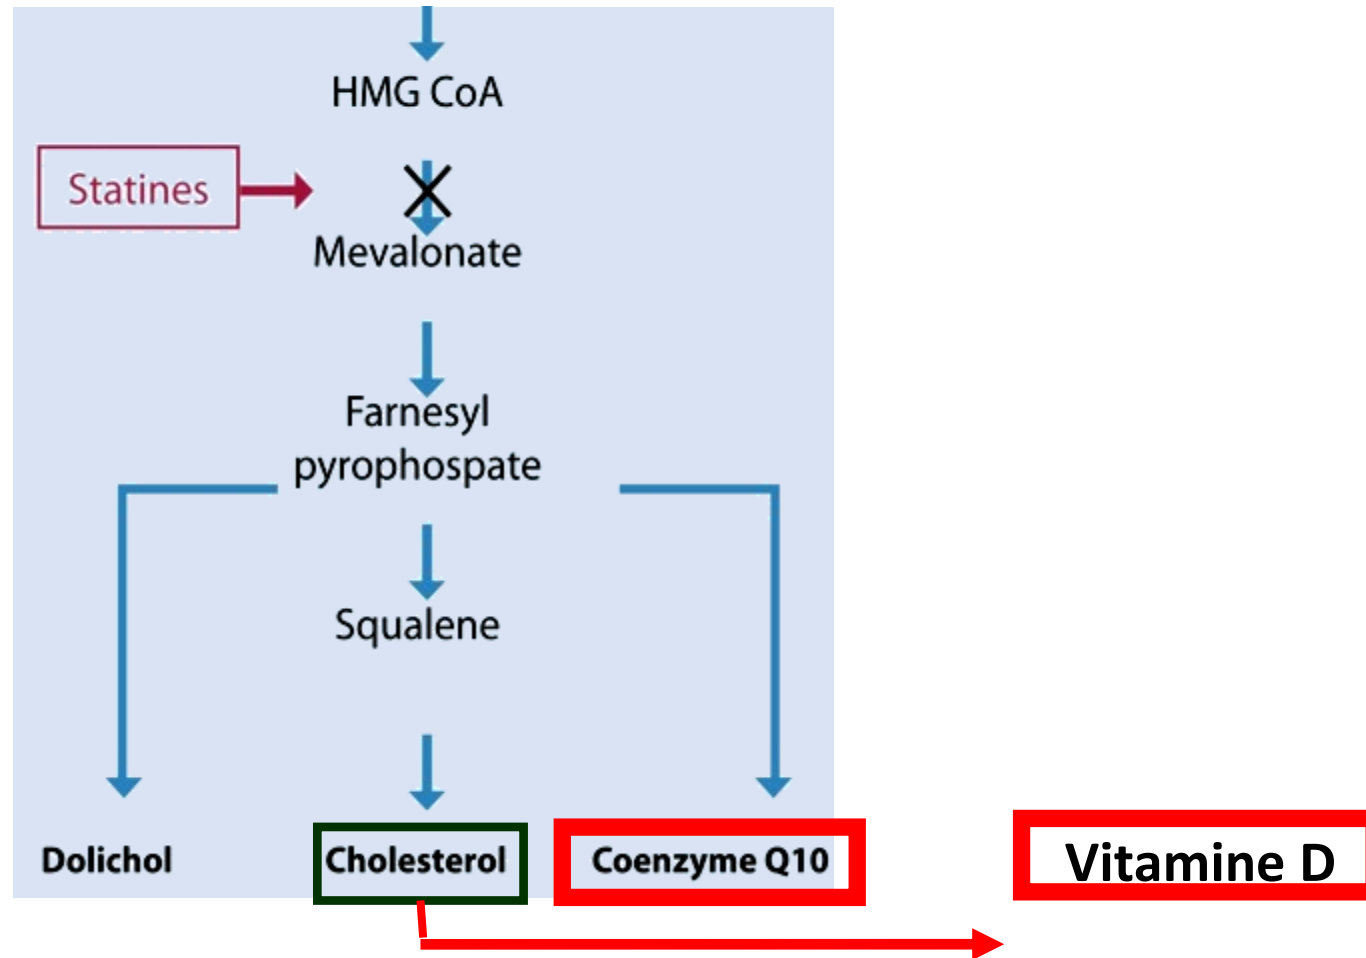 HMG CoA
Statines
Mevalonate
Farnesyl
pyrophospate
Squalene
Dolichol
Cholesterol
Coenzyme Q10
Vitamine D